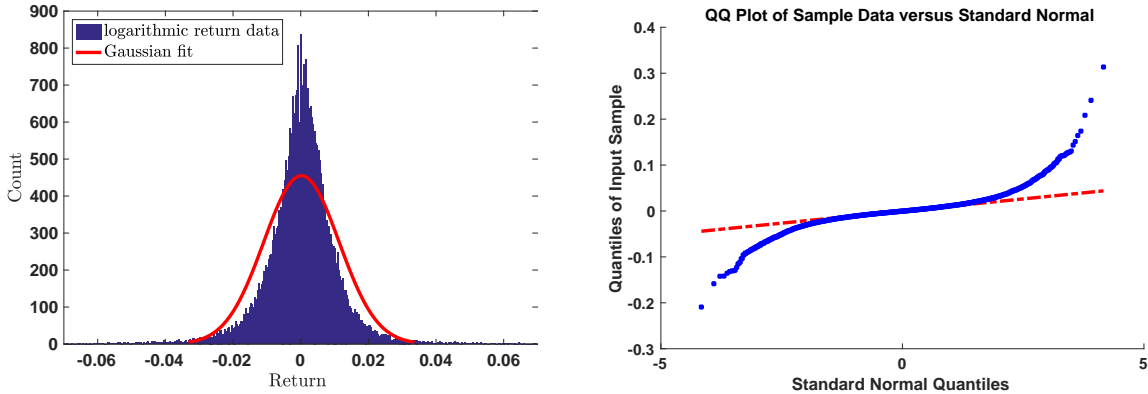 900
800
700
600
500
400
300
200
100
0
Count
logarithmic return data
Gaussian fit
-0.06 -0.04 -0.02 0 0.02 0.04 0.06
Return
QQ Plot of Sample Data versus Standard Normal
0.4
0.3
0.2
0.1
0
-0.1
-0.2
-0.3
Quantiles of Input Sample
-5 0 5
Standard Normal Quantiles